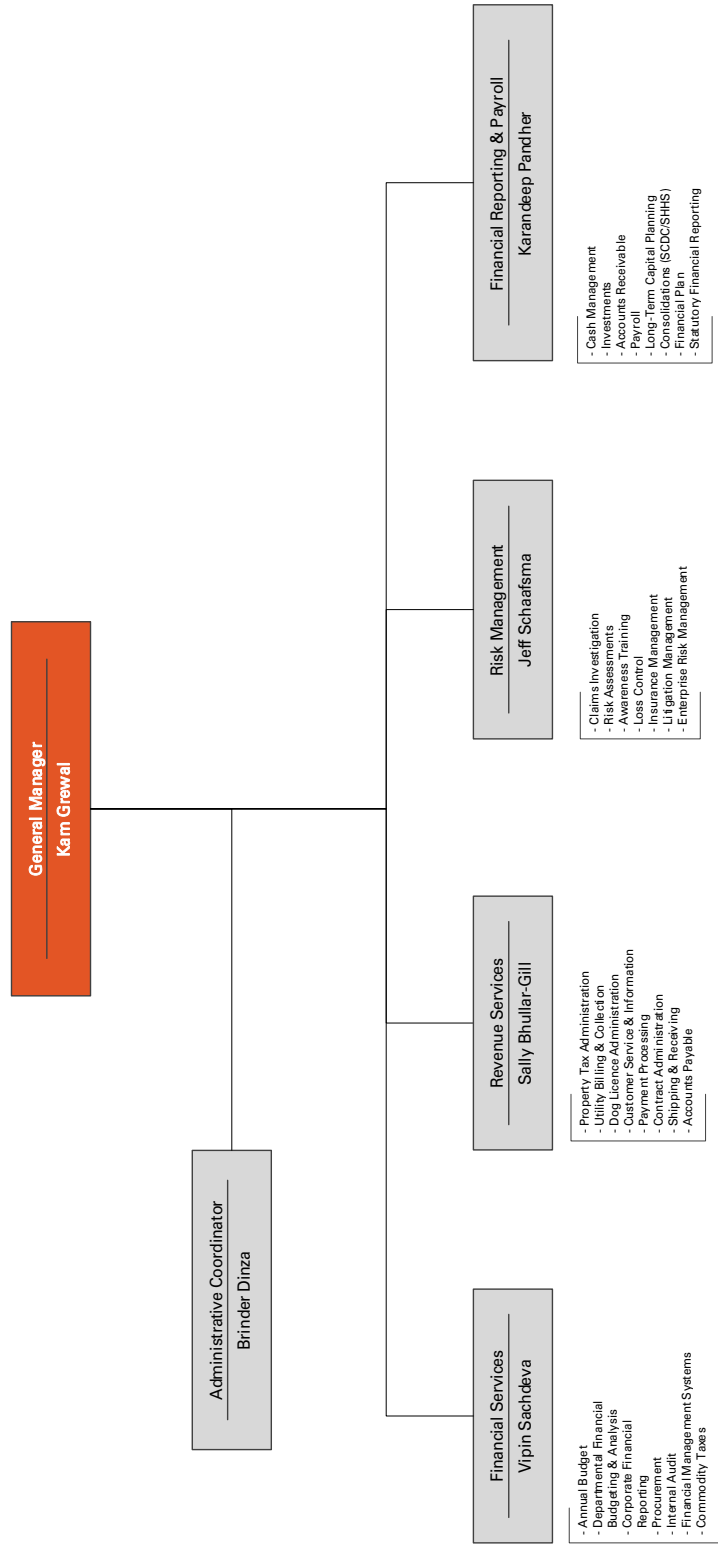 General Manager
Kam Grewal
Administrative Coordinator
Brinder Dinza
Financial Services
Vipin Sachdeva
- Annual Budget
- Departmental Financial
Budgeting & Analysis
- Corporate Financial
Reporting
- Procurement
- Internal Audit
- Financial Management Systems
- Commodity Taxes
Revenue Services
Sally Bhullar-Gill
- Property Tax Administration
- Utility Billing & Collection
- Dog Licence Administration
- Customer Service & Information
- Payment Processing
- Contract Administration
- Shipping & Receiving
- Accounts Payable
Risk Management
Jeff Schaafsma
- Claims Investigation
- Risk Assessments
- Awareness Training
- Loss Control
- Insurance Management
- Litigation Management
- Enterprise Risk Management
Financial Reporting & Payroll
Karandeep Pandher
- Cash Management
- Investments
- Accounts Receivable
- Payroll
- Long-Term Capital Planning
- Consolidations (SCDC/SHHS)
- Financial Plan
- Statutory Financial Reporting